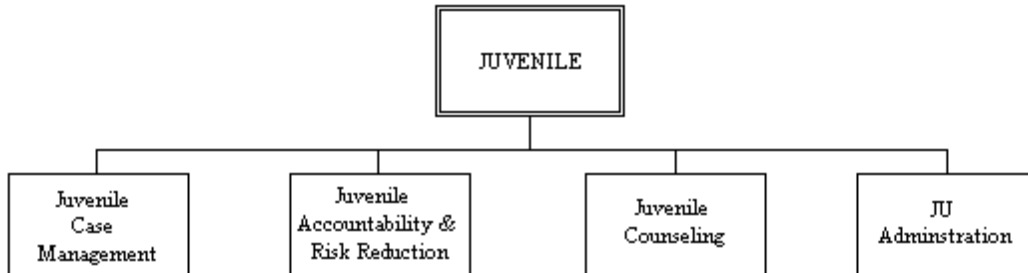 JUVENILE
Juvenile
Case
Management
Juvenile
Accountability &
Risk Reduction
Juvenile
Counseling
JU
Adminstration